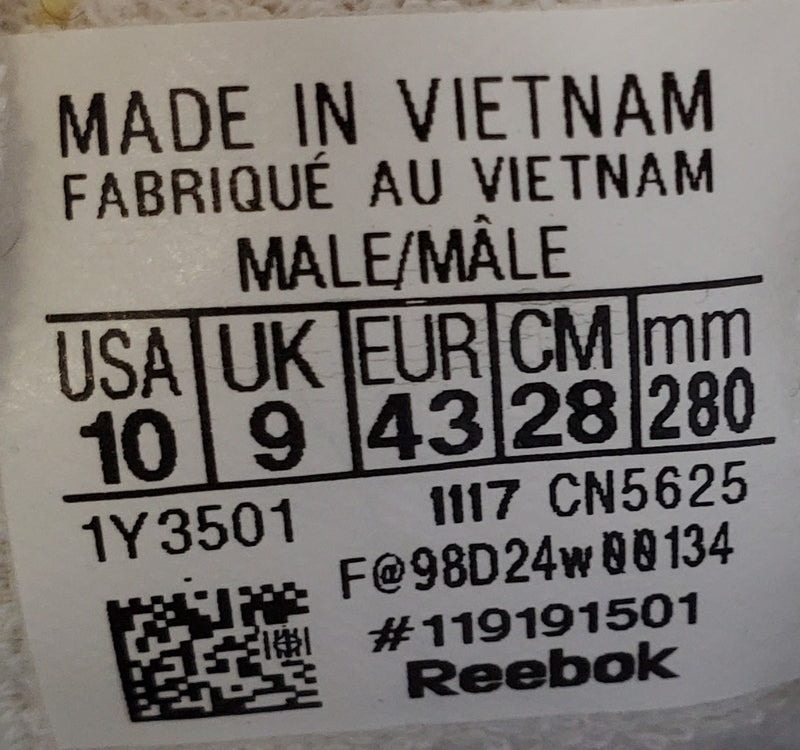 MADE IN VIETNAM
FABRIQUÉ AU VIETNAM
MALE/MÂLE
USA UK EUR CM mm
10 9 43 28 280
1Y3501 1117 CN5625
F@98D24w00134
#119191501
Reebok